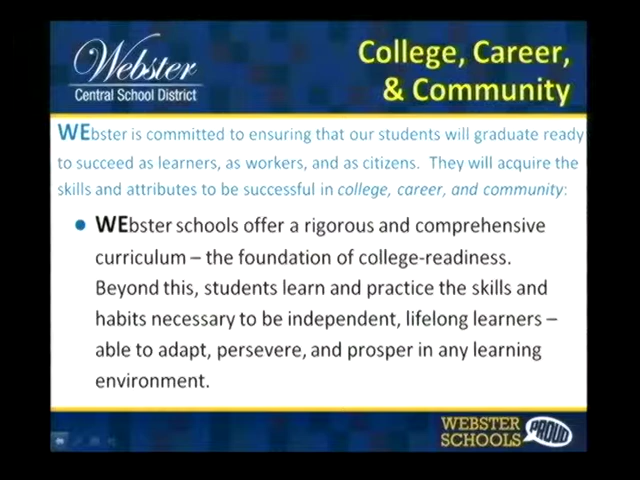 Webster
Central School District
College, Career,
& Community
WEbster is committed to ensuring that our students will graduate ready
to succeed as learners, as workers, and as citizens. They will acquire the
skills and attributes to be successful in college, career, and community:
• WEbster schools offer a rigorous and comprehensive
curriculum – the foundation of college-readiness.
Beyond this, students learn and practice the skills and
habits necessary to be independent, lifelong learners –
able to adapt, persevere, and prosper in any learning
environment.
WEBSTER
SCHOOLS
PROUD